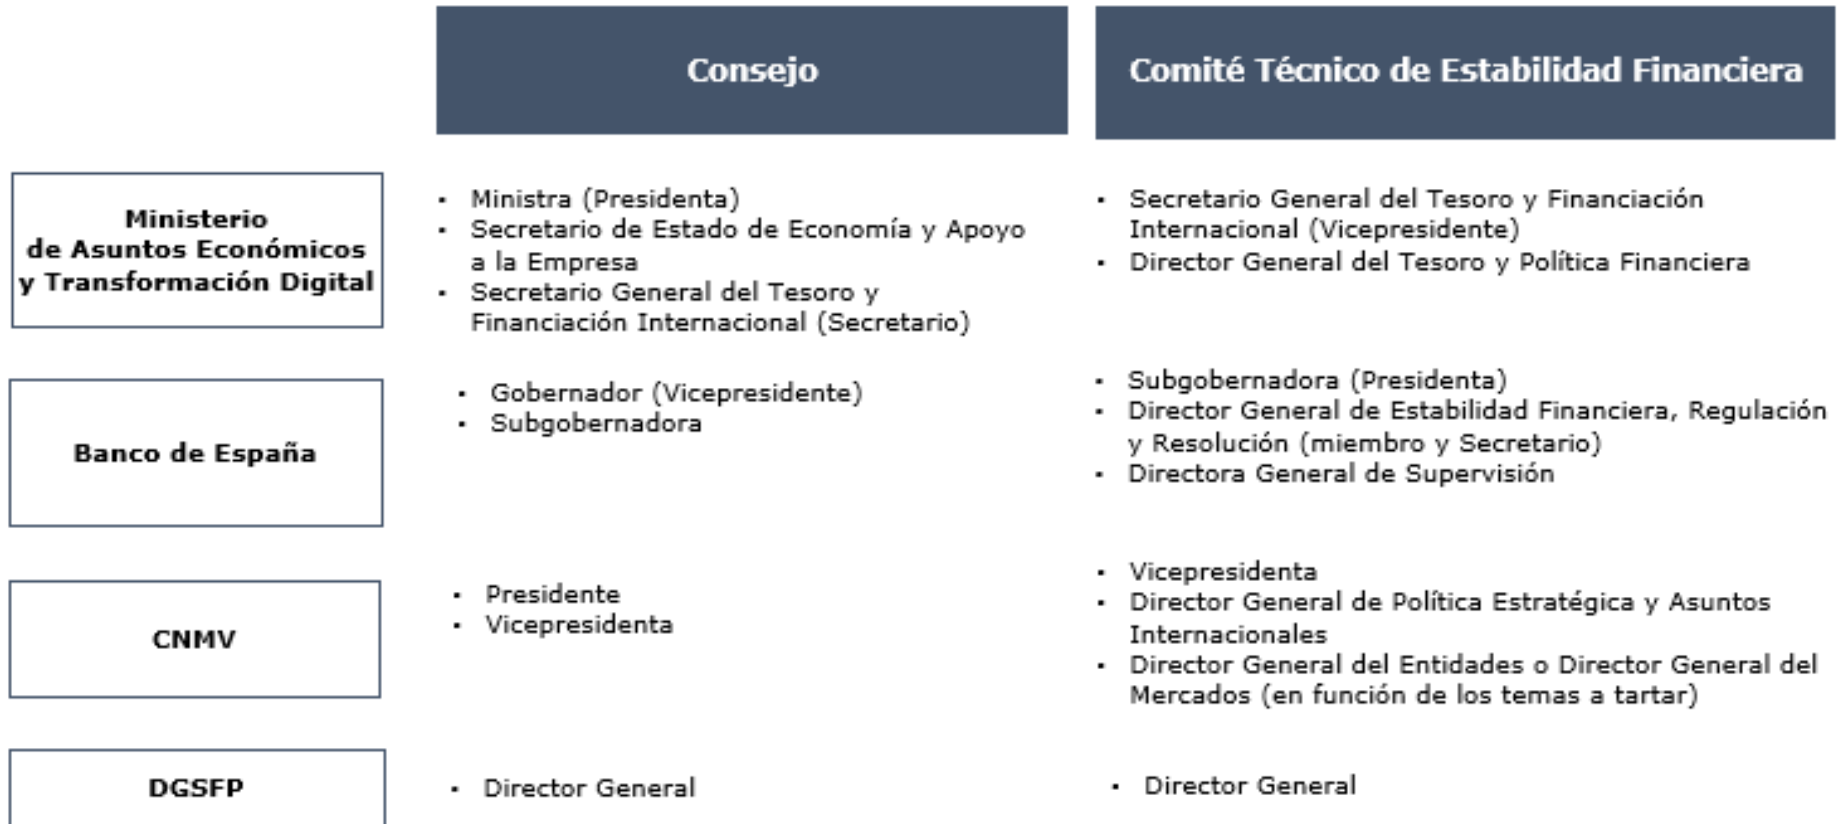 Consejo
Comité Técnico de Estabilidad Financiera
Ministerio
de Asuntos Económicos
y Transformación Digital
▪ Ministra (Presidenta)
▪ Secretario de Estado de Economía y Apoyo
a la Empresa
▪ Secretario General del Tesoro y
Financiación Internacional (Secretario)
▪ Secretario General del Tesoro y Financiación
Internacional (Vicepresidente)
▪ Director General del Tesoro y Política Financiera
Banco de España
▪ Gobernador (Vicepresidente)
▪ Subgobernadora
▪ Subgobernadora (Presidenta)
▪ Director General de Estabilidad Financiera, Regulación
y Resolución (miembro y Secretario)
▪ Directora General de Supervisión
CNMV
▪ Presidente
▪ Vicepresidenta
▪ Vicepresidenta
▪ Director General de Política Estratégica y Asuntos
Internacionales
▪ Director General del Entidades o Director General del
Mercados (en función de los temas a tartar)
DGSFP
▪ Director General
▪ Director General